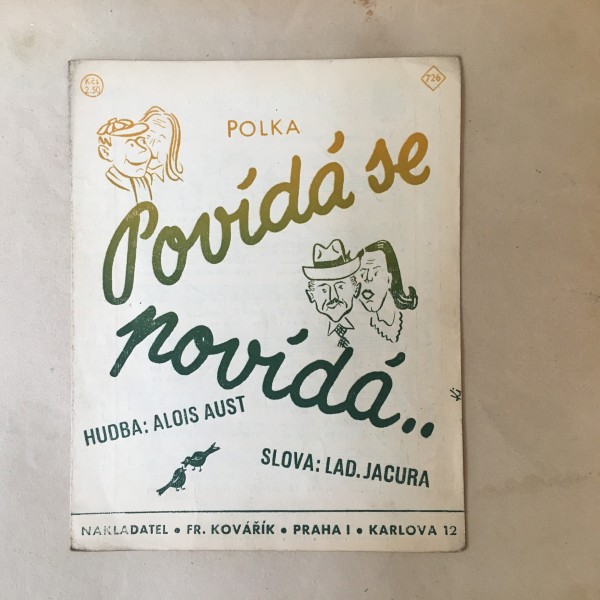 Kčs
2.50
726
POLKA
Povídá se
povídá..
Ki
HUDBA: ALOIS AUST
SLOVA: LAD. JACURA
NAKLADATEL • FR. KOVÁŘÍK • PRAHA I • KARLOVA 12